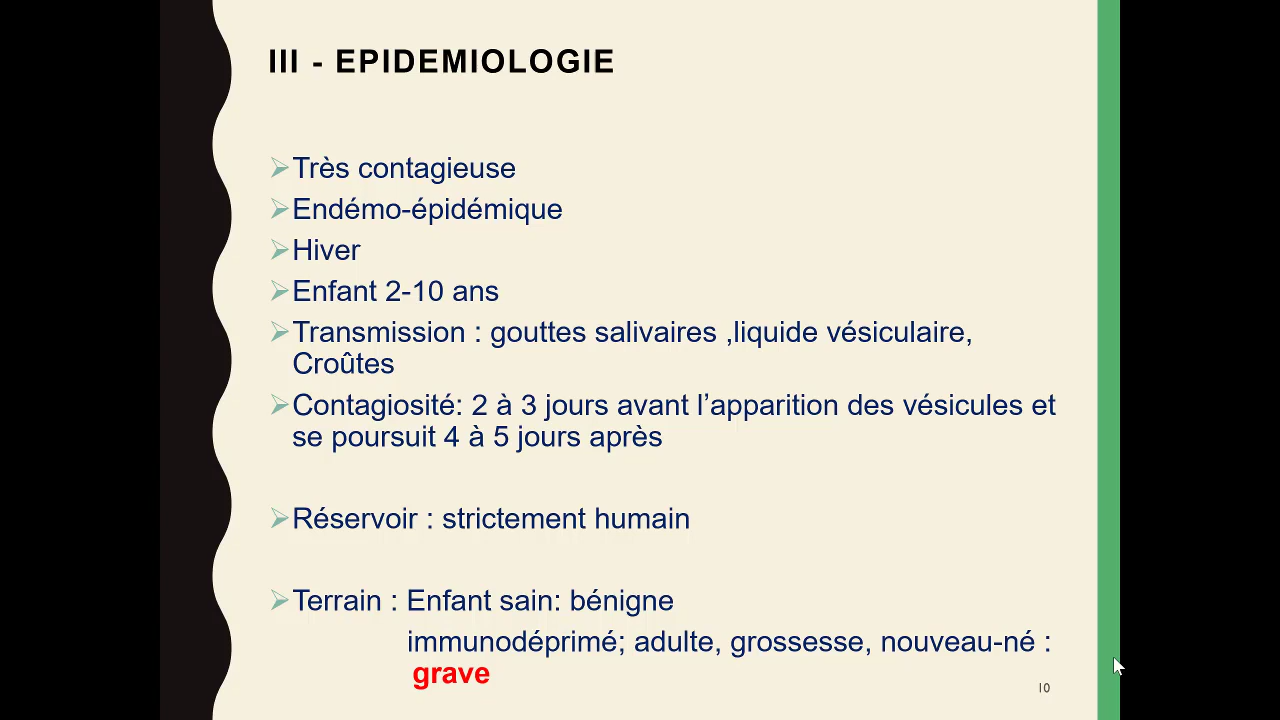 III - EPIDEMIOLOGIE
Très contagieuse
Endémo-épidémique
Hiver
Enfant 2-10 ans
Transmission : gouttes salivaires ,liquide vésiculaire,
Croûtes
Contagiosité: 2 à 3 jours avant l’apparition des vésicules et
se poursuit 4 à 5 jours après
Réservoir : strictement humain
Terrain : Enfant sain: bénigne
immunodéprimé; adulte, grossesse, nouveau-né :
grave
10